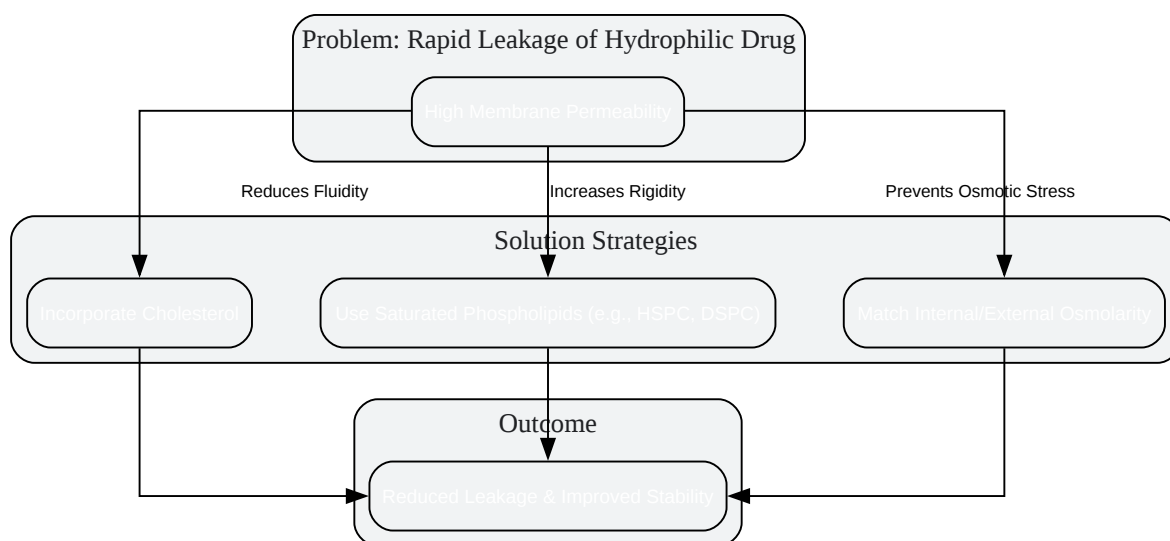 Problem: Rapid Leakage of Hydrophilic Drug
High Membrane Permeability
Reduces Fluidity
Increases Rigidity
Prevents Osmotic Stress
Solution Strategies
Incorporate Cholesterol
Use Saturated Phospholipids (e.g., HSPC, DSPC)
Match Internal/External Osmolarity
Outcome
Reduced Leakage & Improved Stability